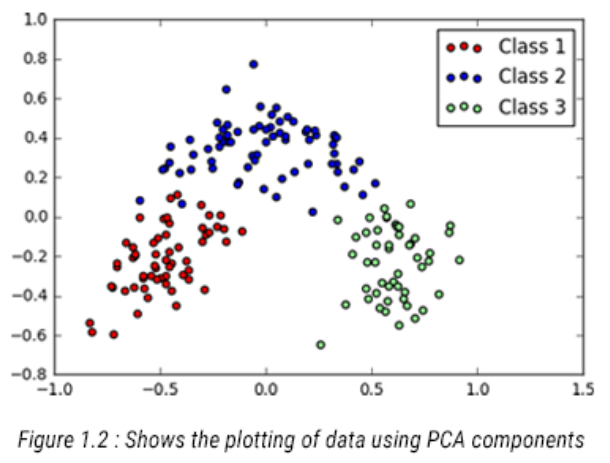 1.0
0.8
0.6
0.4
0.2
0.0
−0.2
−0.4
−0.6
−0.8
−1.0 −0.5 0.0 0.5 1.0 1.5
Class 1
Class 2
Class 3
Figure 1.2 : Shows the plotting of data using PCA components